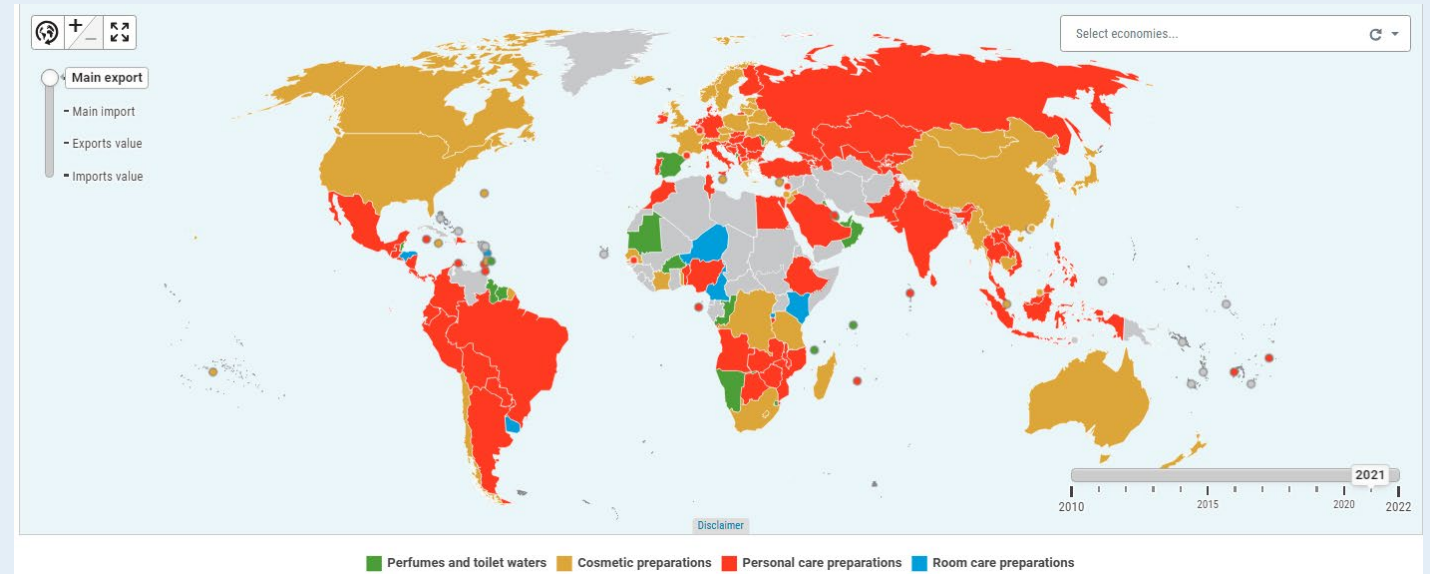 Select economies...
Main export
Main import
Exports value
Imports value
2021
2010
2015
2020
2022
Disclaimer
Perfumes and toilet waters Cosmetic preparations Personal care preparations Room care preparations